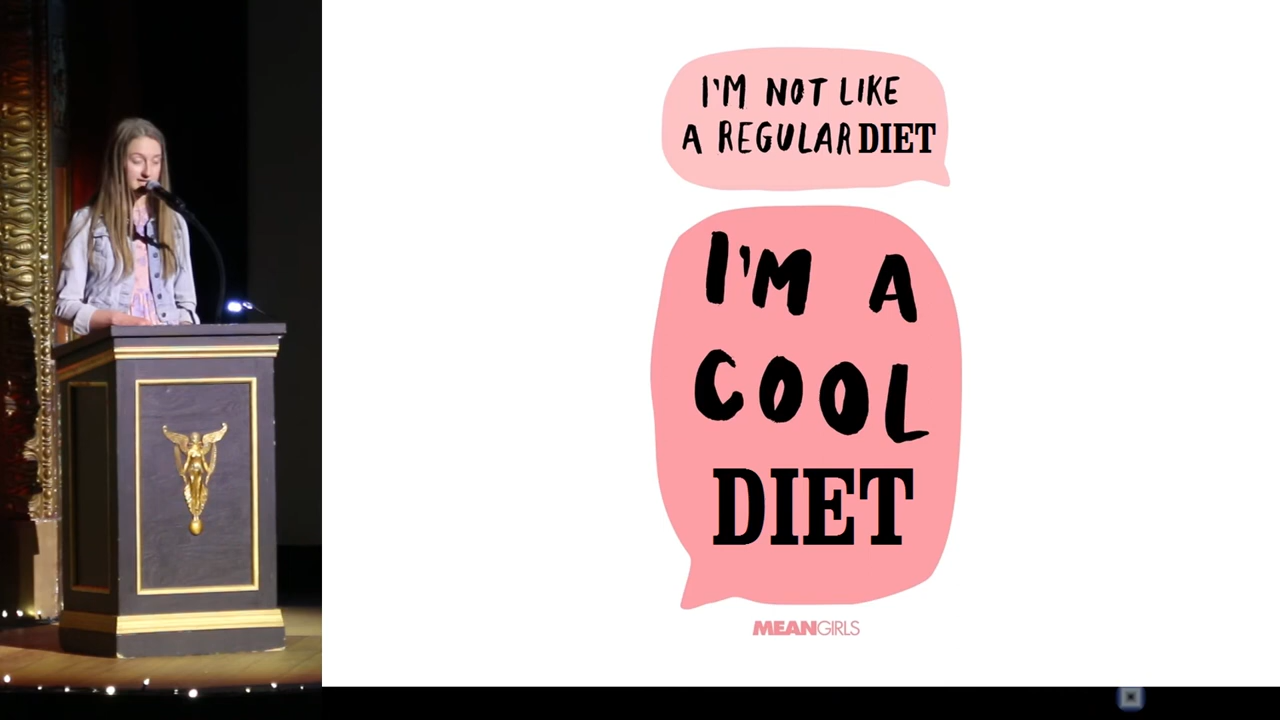 I'M NOT LIKE
A REGULAR DIET
I'M A
COOL
DIET
MEANGIRLS